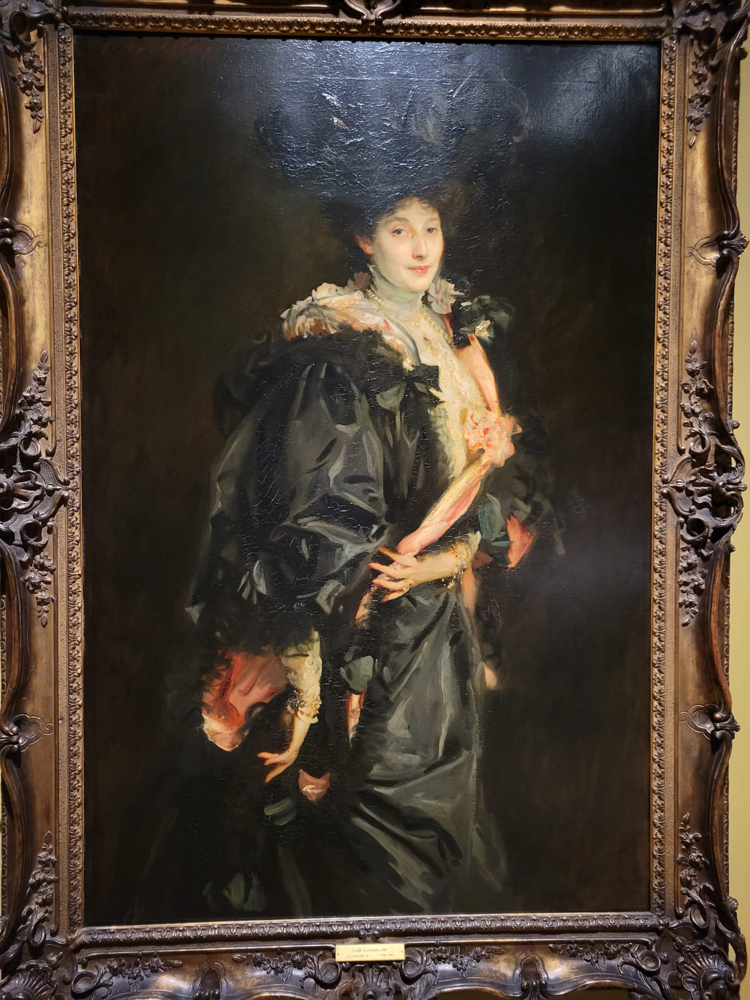 LADY SASSOON, 1907
J. S. SARGENT, R.A. 1856-1925